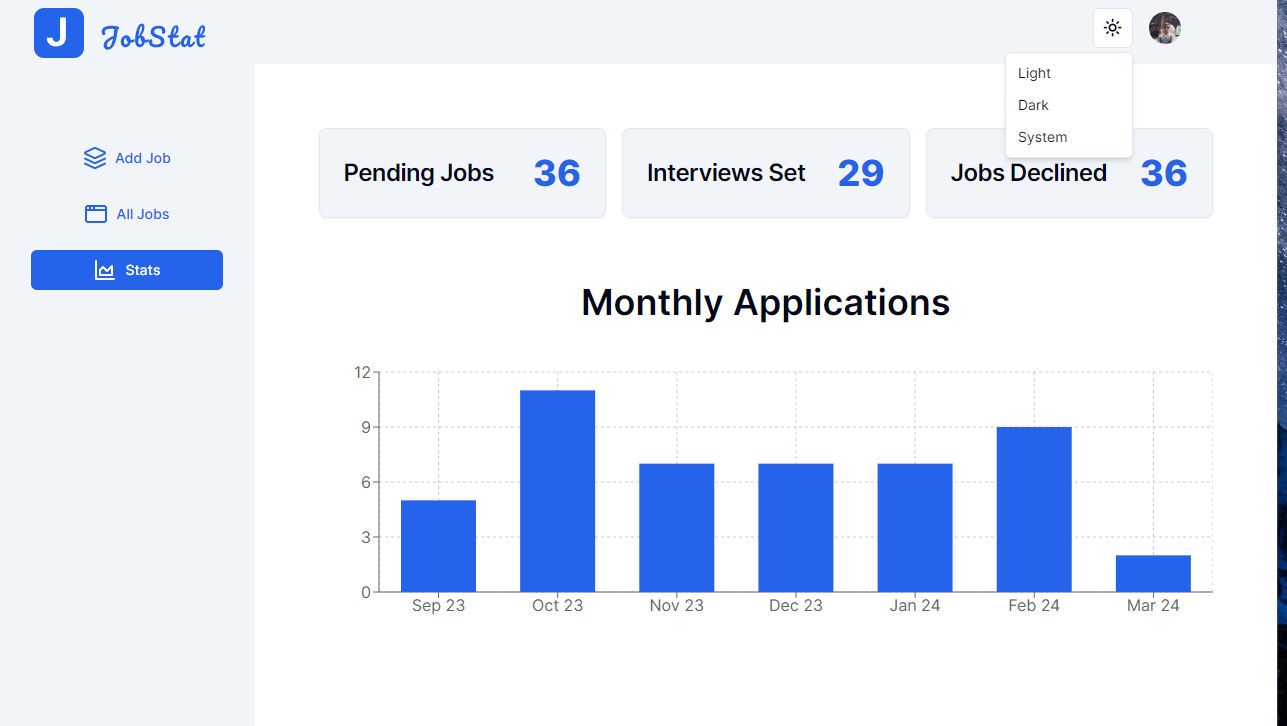 J JobStat
Light
Dark
System
Add Job
All Jobs
Stats
Pending Jobs 36
Interviews Set 29
Jobs Declined 36
Monthly Applications
12
9
6
3
0
Sep 23 Oct 23 Nov 23 Dec 23 Jan 24 Feb 24 Mar 24